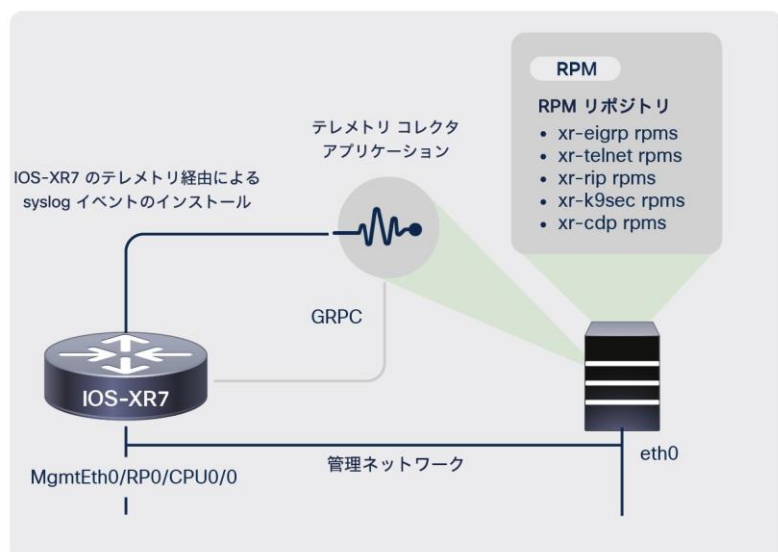 RPM
RPM リポジトリ
• xr-eigrp rpms
• xr-telnet rpms
• xr-rip rpms
• xr-k9sec rpms
• xr-cdp rpms
テレメトリ コレクタ
アプリケーション
IOS-XR7 のテレメトリ経由による
syslog イベントのインストール
GRPC
IOS-XR7
MgmtEth0/RP0/CPU0/0
管理ネットワーク
eth0